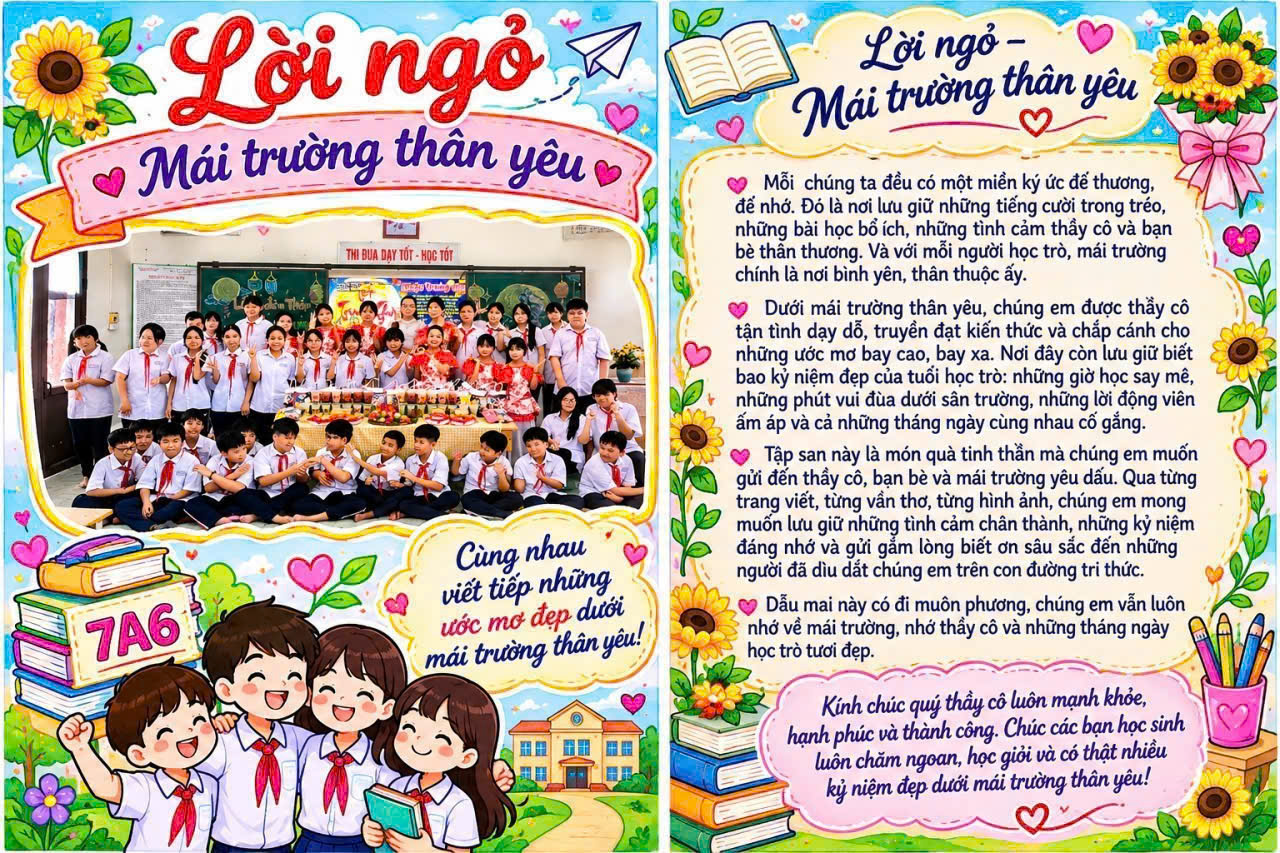 Lời ngỏ
Mái trường thân yêu
THI ĐUA DẠY TỐT - HỌC TỐT
Cùng nhau
viết tiếp những
ước mơ đẹp dưới
mái trường thân yêu!
7A6
Lời ngỏ –
Mái trường thân yêu
Mỗi chúng ta đều có một miền ký ức để thương,
để nhớ. Đó là nơi lưu giữ những tiếng cười trong trẻo,
những bài học bổ ích, những tình cảm thầy cô và bạn
bè thân thương. Và với mỗi người học trò, mái trường
chính là nơi bình yên, thân thuộc ấy.
Dưới mái trường thân yêu, chúng em được thầy cô
tận tình dạy dỗ, truyền đạt kiến thức và chắp cánh cho
những ước mơ bay cao, bay xa. Nơi đây còn lưu giữ biết
bao kỷ niệm đẹp của tuổi học trò: những giờ học say mê,
những phút vui đùa dưới sân trường, những lời động viên
ấm áp và cả những tháng ngày cùng nhau cố gắng.
Tập san này là món quà tinh thần mà chúng em muốn
gửi đến thầy cô, bạn bè và mái trường yêu dấu. Qua từng
trang viết, từng vần thơ, từng hình ảnh, chúng em mong
muốn lưu giữ những tình cảm chân thành, những kỷ niệm
đáng nhớ và gửi gắm lòng biết ơn sâu sắc đến những
người đã dìu dắt chúng em trên con đường tri thức.
Dẫu mai này có đi muôn phương, chúng em vẫn luôn
nhớ về mái trường, nhớ thầy cô và những tháng ngày
học trò tươi đẹp.
Kính chúc quý thầy cô luôn mạnh khỏe,
hạnh phúc và thành công. Chúc các bạn học sinh
luôn chăm ngoan, học giỏi và có thật nhiều
kỷ niệm đẹp dưới mái trường thân yêu!